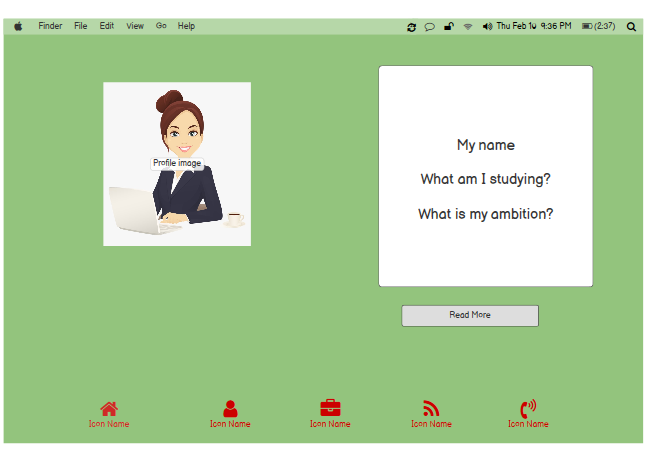 Finder File Edit View Go Help Thu Feb 10 9:36 PM (2:37)
Profile image
My name
What am I studying?
What is my ambition?
Read More
Icon Name Icon Name Icon Name Icon Name Icon Name